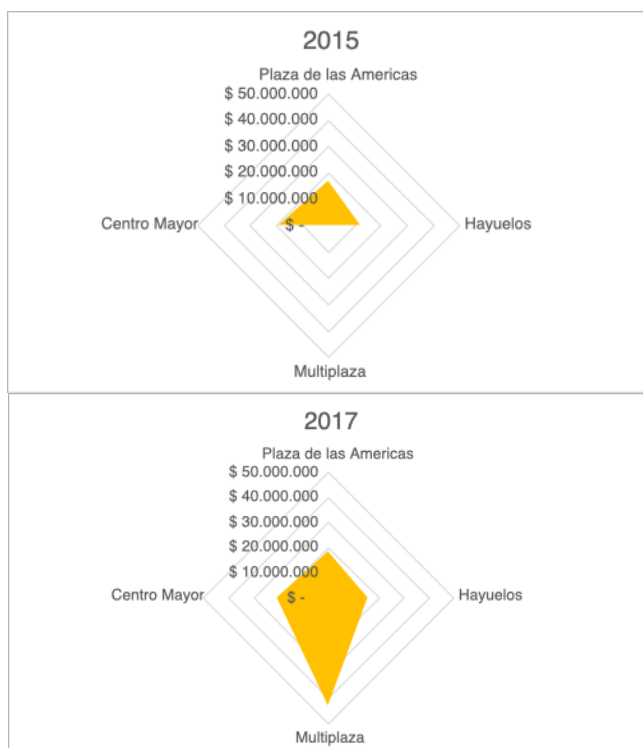 2015
Plaza de las Americas
$ 50.000.000
$ 40.000.000
$ 30.000.000
$ 20.000.000
$ 10.000.000
Centro Mayor
$ -
Hayuelos
Multiplaza
2017
Plaza de las Americas
$ 50.000.000
$ 40.000.000
$ 30.000.000
$ 20.000.000
$ 10.000.000
Centro Mayor
$ -
Hayuelos
Multiplaza